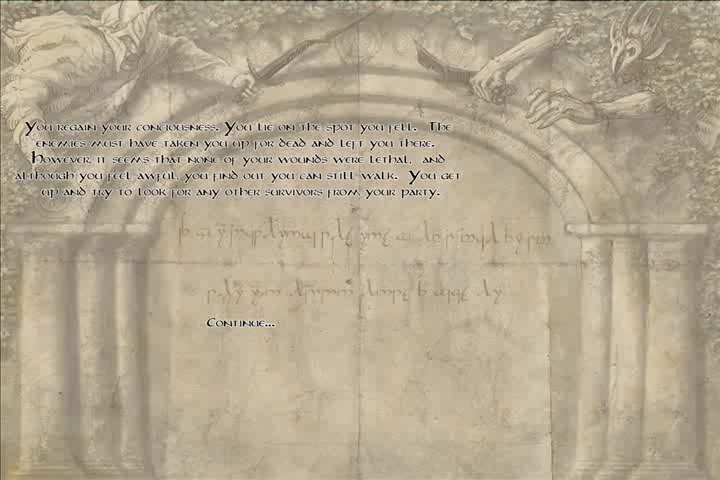 You regain your conciousness. You lie on the spot you fell. The
enemies must have taken you up for dead and left you there.
However, it seems that none of your wounds were lethal, and
although you feel awful, you find out you can still walk. You get
up and try to look for any other survivors from your party.
Continue...